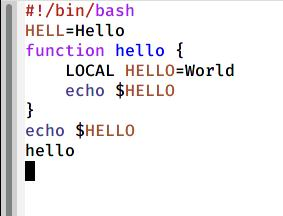 #!/bin/bash
HELL=Hello
function hello {
    LOCAL HELLO=World
    echo $HELLO
}
echo $HELLO
hello